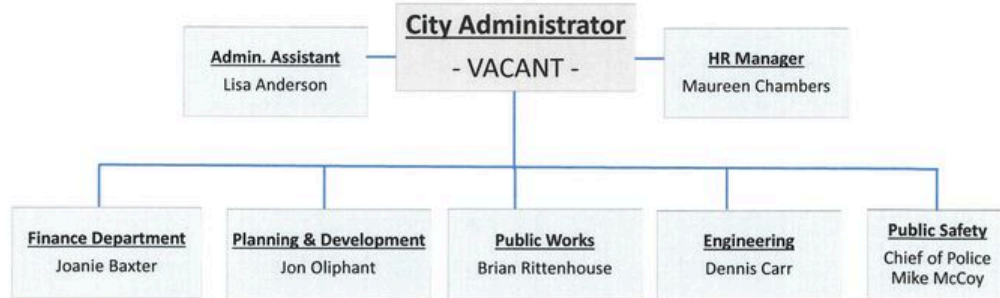 City Administrator
- VACANT -
Admin. Assistant
Lisa Anderson
HR Manager
Maureen Chambers
Finance Department
Joanie Baxter
Planning & Development
Jon Oliphant
Public Works
Brian Rittenhouse
Engineering
Dennis Carr
Public Safety
Chief of Police
Mike McCoy